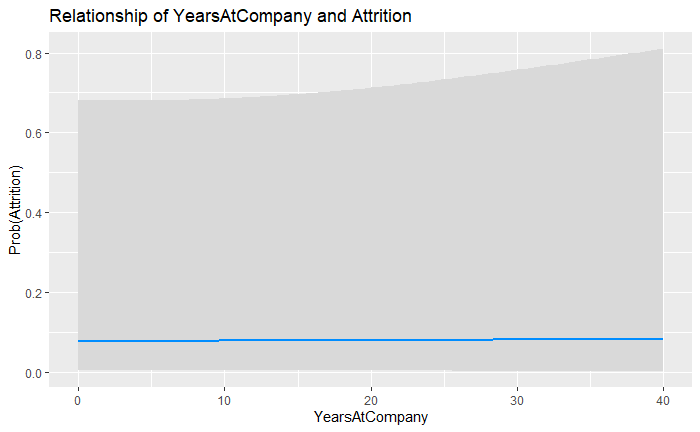 Relationship of YearsAtCompany and Attrition
Prob(Attrition)
0.8
0.6
0.4
0.2
0.0
0 10 20 30 40
YearsAtCompany